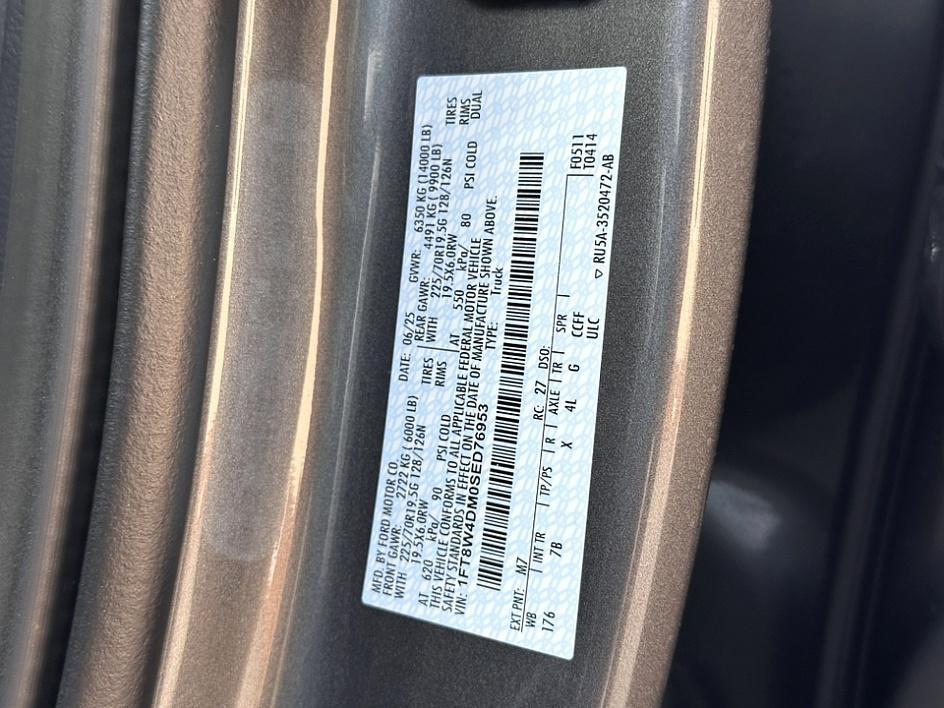 MFD. BY FORD MOTOR CO.
DATE: 06/25
GVWR: 6350 KG (14000 LB)
FRONT GAWR: 2722 KG ( 6000 LB)
REAR GAWR: 4491 KG ( 9900 LB)
WITH 225/70R19.5G 128/126N TIRES
WITH 225/70R19.5G 128/126N TIRES
19.5X6.0RW RIMS
19.5X6.0RW RIMS
AT 620 kPa/ 90 PSI COLD
AT 550 kPa/ 80 PSI COLD DUAL
THIS VEHICLE CONFORMS TO ALL APPLICABLE FEDERAL MOTOR VEHICLE
SAFETY STANDARDS IN EFFECT ON THE DATE OF MANUFACTURE SHOWN ABOVE.
VIN: 1FT8W4DM0SED76953
TYPE: Truck
EXT PNT: M7 RC: 27 DSO: F0511
WB INT TR TP/PS R AXLE TR SPR T0414
176 7B X 4L G CCFF
ULC
▽ RU5A-3520472-AB